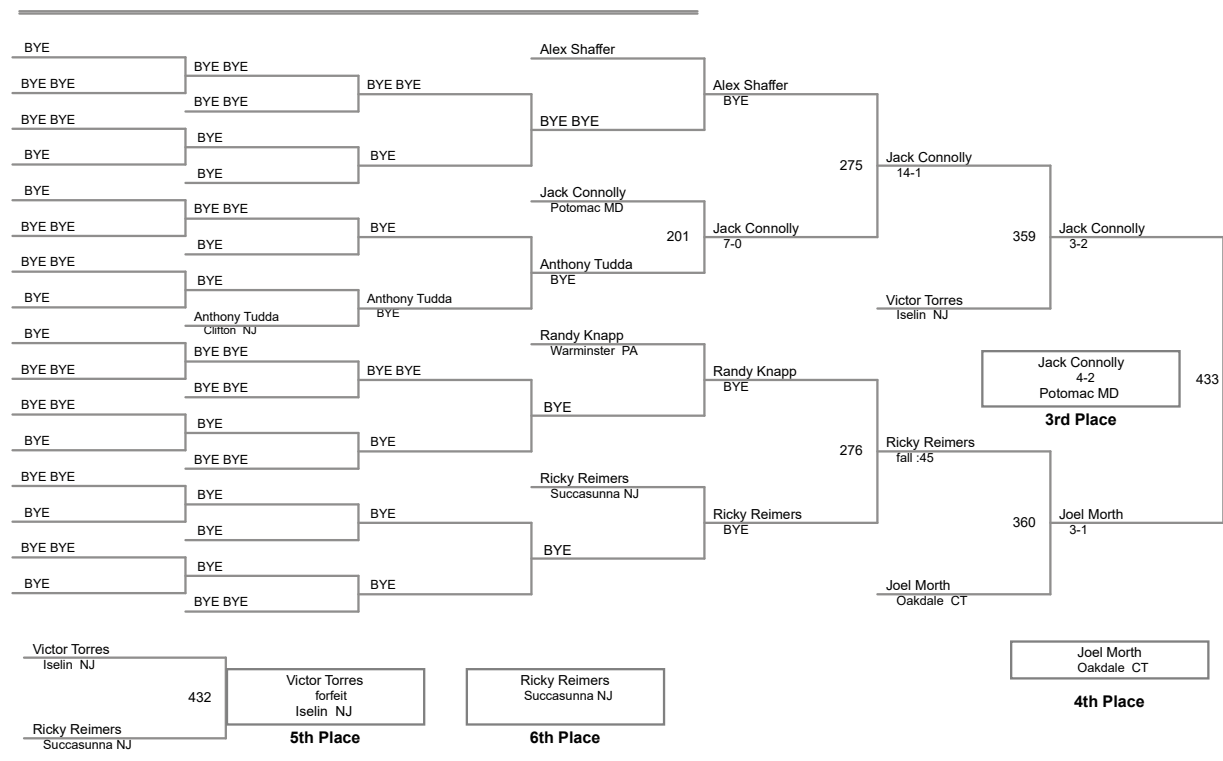 BYE
BYE BYE
BYE BYE
BYE
BYE
BYE BYE
BYE BYE
BYE
BYE
BYE BYE
BYE BYE
BYE
BYE BYE
BYE
BYE BYE
BYE
BYE BYE
BYE BYE
BYE
BYE
BYE BYE
BYE
BYE
Anthony Tudda
Clifton NJ
BYE BYE
BYE BYE
BYE
BYE BYE
BYE
BYE
BYE
BYE BYE
BYE BYE
BYE
BYE
Anthony Tudda
BYE
BYE BYE
BYE
BYE
BYE
Alex Shaffer
BYE BYE
Jack Connolly
Potomac MD
201
Anthony Tudda
BYE
Randy Knapp
Warminster PA
BYE
Ricky Reimers
Succasunna NJ
BYE
Alex Shaffer
BYE
275
Jack Connolly
7-0
Randy Knapp
BYE
276
Ricky Reimers
BYE
Jack Connolly
14-1
359
Victor Torres
Iselin NJ
Ricky Reimers
fall :45
360
Joel Morth
Oakdale CT
Jack Connolly
3-2
433
Joel Morth
3-1
Jack Connolly
4-2
Potomac MD
3rd Place
Joel Morth
Oakdale CT
4th Place
Victor Torres
Iselin NJ
432
Ricky Reimers
Succasunna NJ
Victor Torres
forfeit
Iselin NJ
5th Place
Ricky Reimers
Succasunna NJ
6th Place